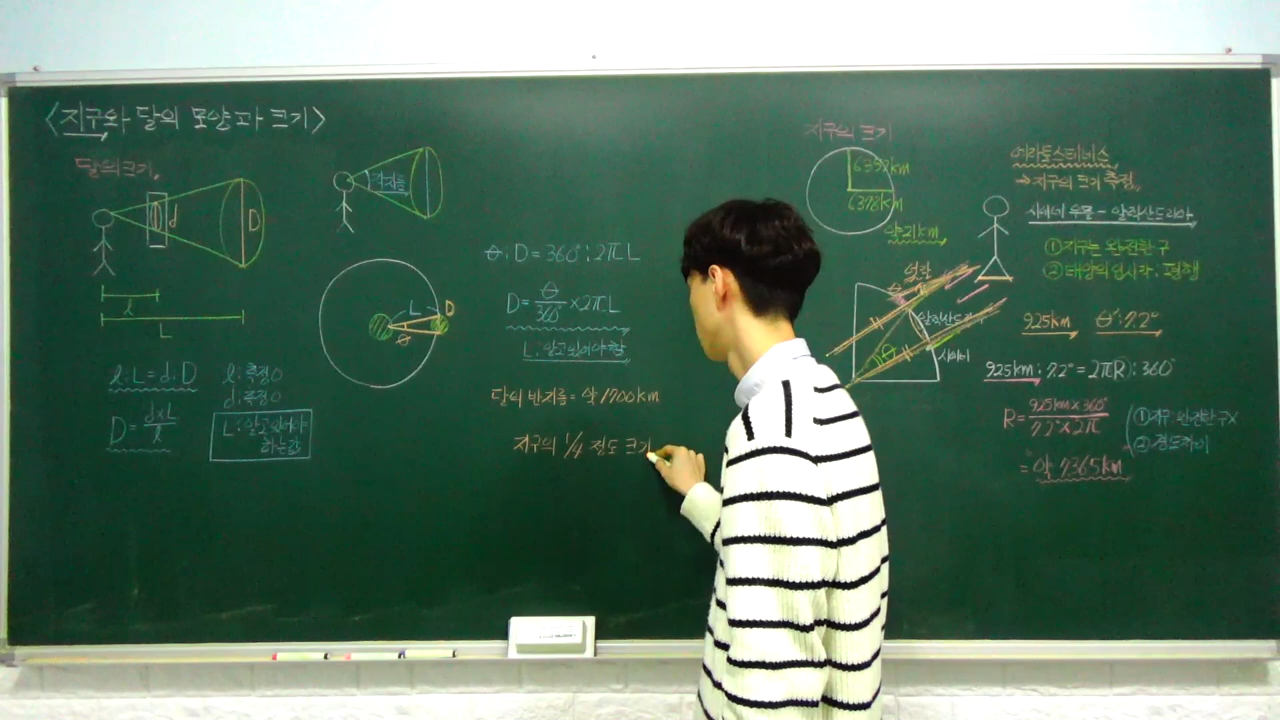 <지구와 달의 모양과 크기>
달의 크기,
d
D
l
L
l : L = d : D
D = d×L / l
l : 측정 O
d : 측정 O
L : 알고 있어야
하는 값
각지름
L
D
θ
θ : D = 360° : 2πL
D = θ/360° × 2πL
L : 알고 있어야 함
달의 반지름 = 약 1700km
지구의 1/4 정도 크기
지구의 크기
6357km
6378km
약 21km
에라토스테네스
→ 지구의 크기 측정
시에네 우물 - 알렉산드리아
① 지구는 완전한 구
② 태양의 입사각 : 평행
925km
θ' : 7.2°
θ'
알렉산드리아
θ
시에네
925km : 7.2° = 2πR : 360°
R = 925km × 360° / 7.2° × 2π
① 지구 완전한 구 X
② 경도차이
= 약 7365km